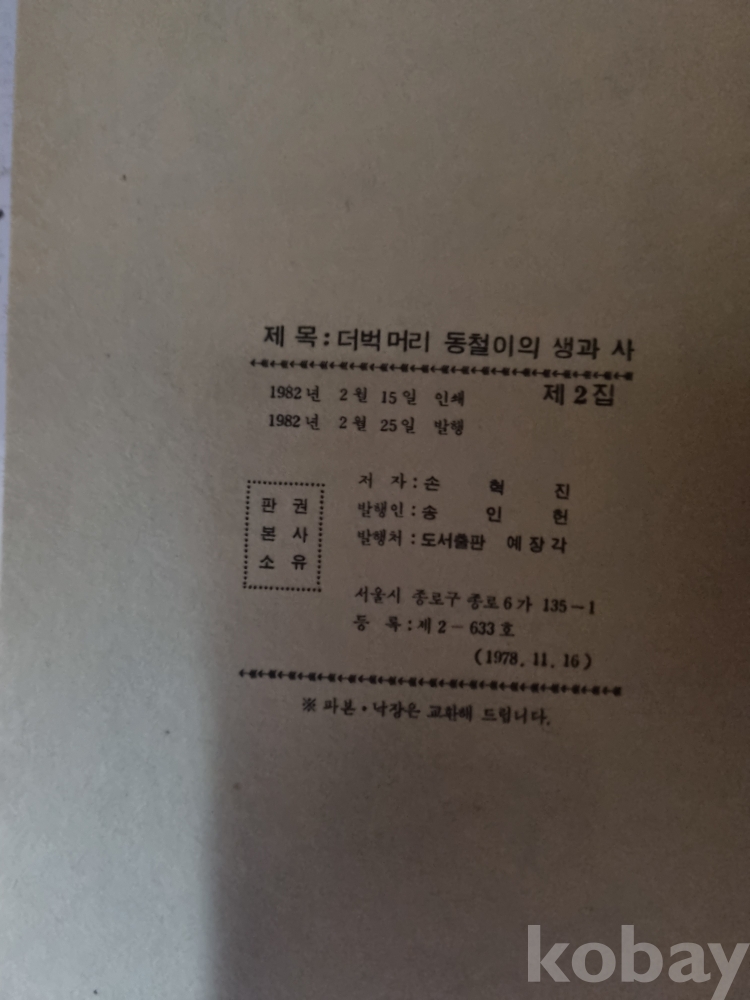 제 목 : 더벅머리 동철이의 생과 사
제 2 집
1982년 2월 15일 인쇄
1982년 2월 25일 발행
판 권
본 사
소 유
저 자 : 손 혁 진
발행인 : 송 인 헌
발행처 : 도서출판 예장각
서울시 종로구 종로 6 가 135-1
등 록 : 제 2 - 633 호
(1978. 11. 16)
※ 파본·낙장은 교환해 드립니다.
kobay